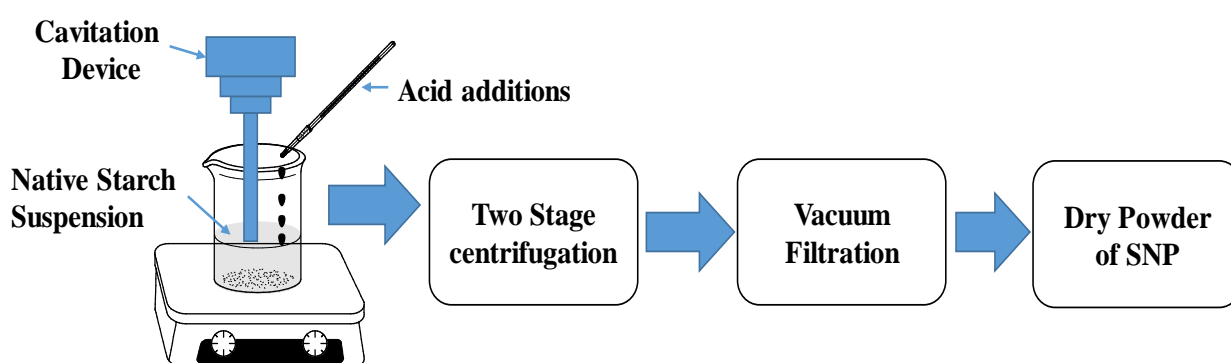 Cavitation
Device
Acid additions
Native Starch
Suspension
Two Stage
centrifugation
Vacuum
Filtration
Dry Powder
of SNP